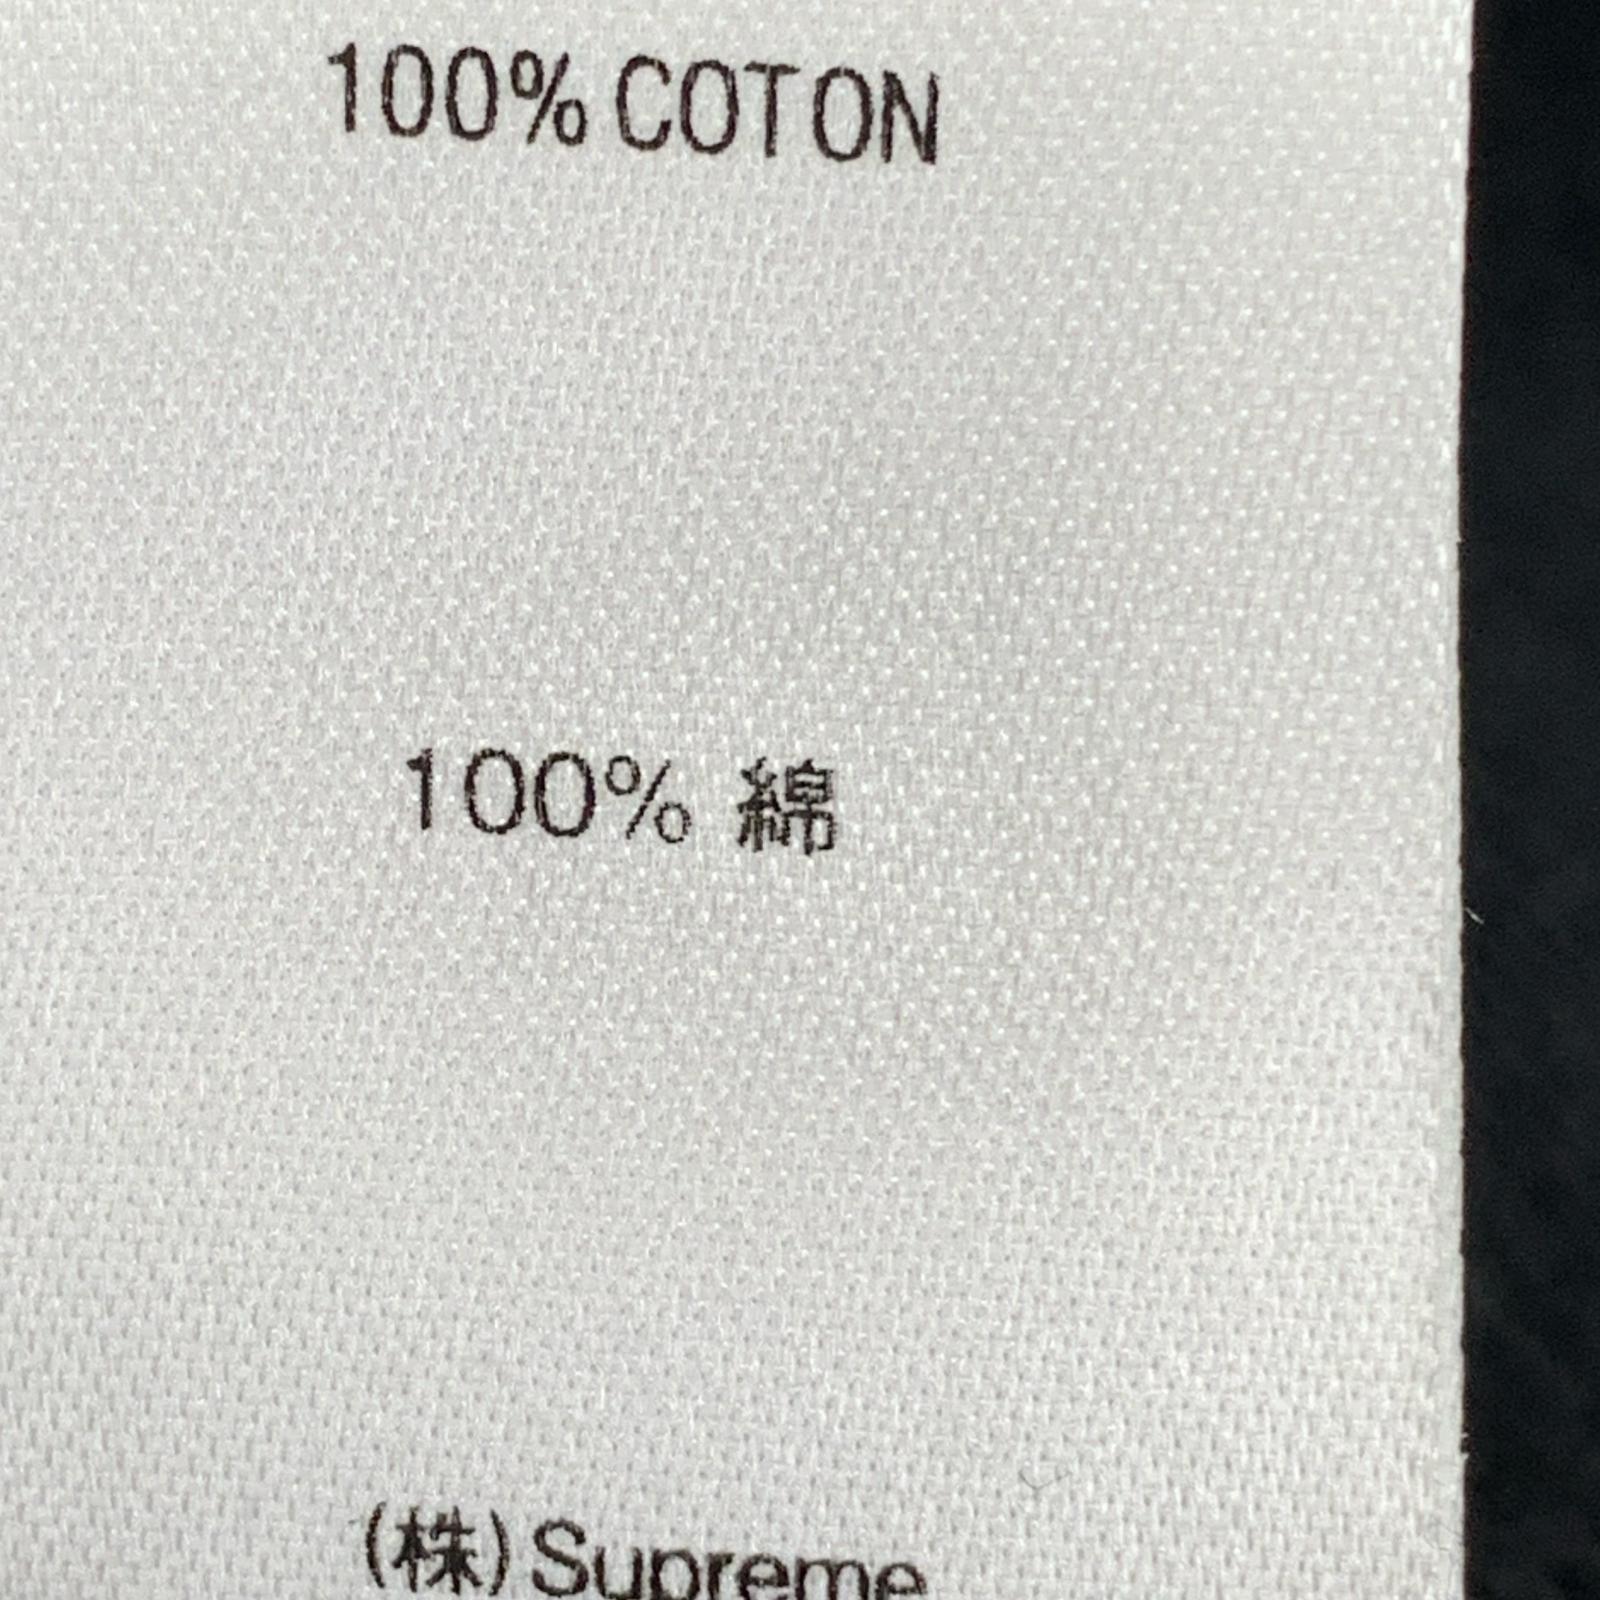 100% COTON
100% 綿
(株) Supreme